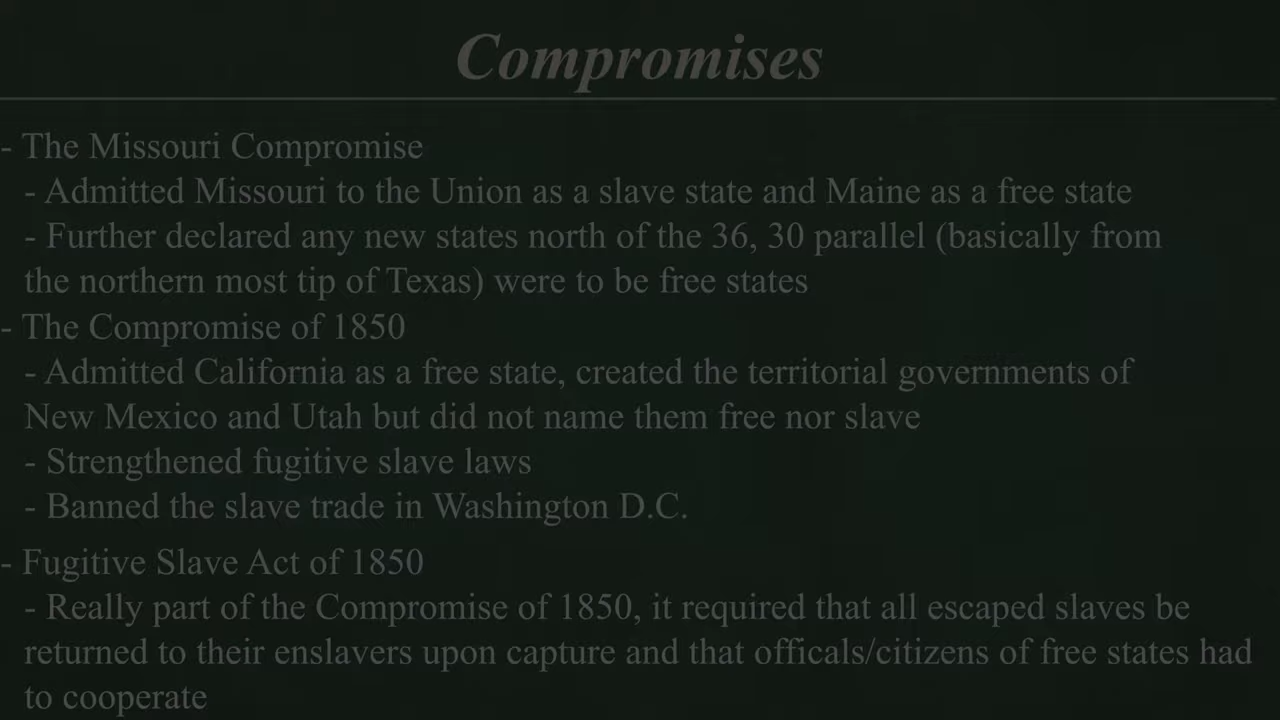 Compromises
- The Missouri Compromise
- Admitted Missouri to the Union as a slave state and Maine as a free state
- Further declared any new states north of the 36, 30 parallel (basically from
the northern most tip of Texas) were to be free states
- The Compromise of 1850
- Admitted California as a free state, created the territorial governments of
New Mexico and Utah but did not name them free nor slave
- Strengthened fugitive slave laws
- Banned the slave trade in Washington D.C.
- Fugitive Slave Act of 1850
- Really part of the Compromise of 1850, it required that all escaped slaves be
returned to their enslavers upon capture and that officals/citizens of free states had
to cooperate